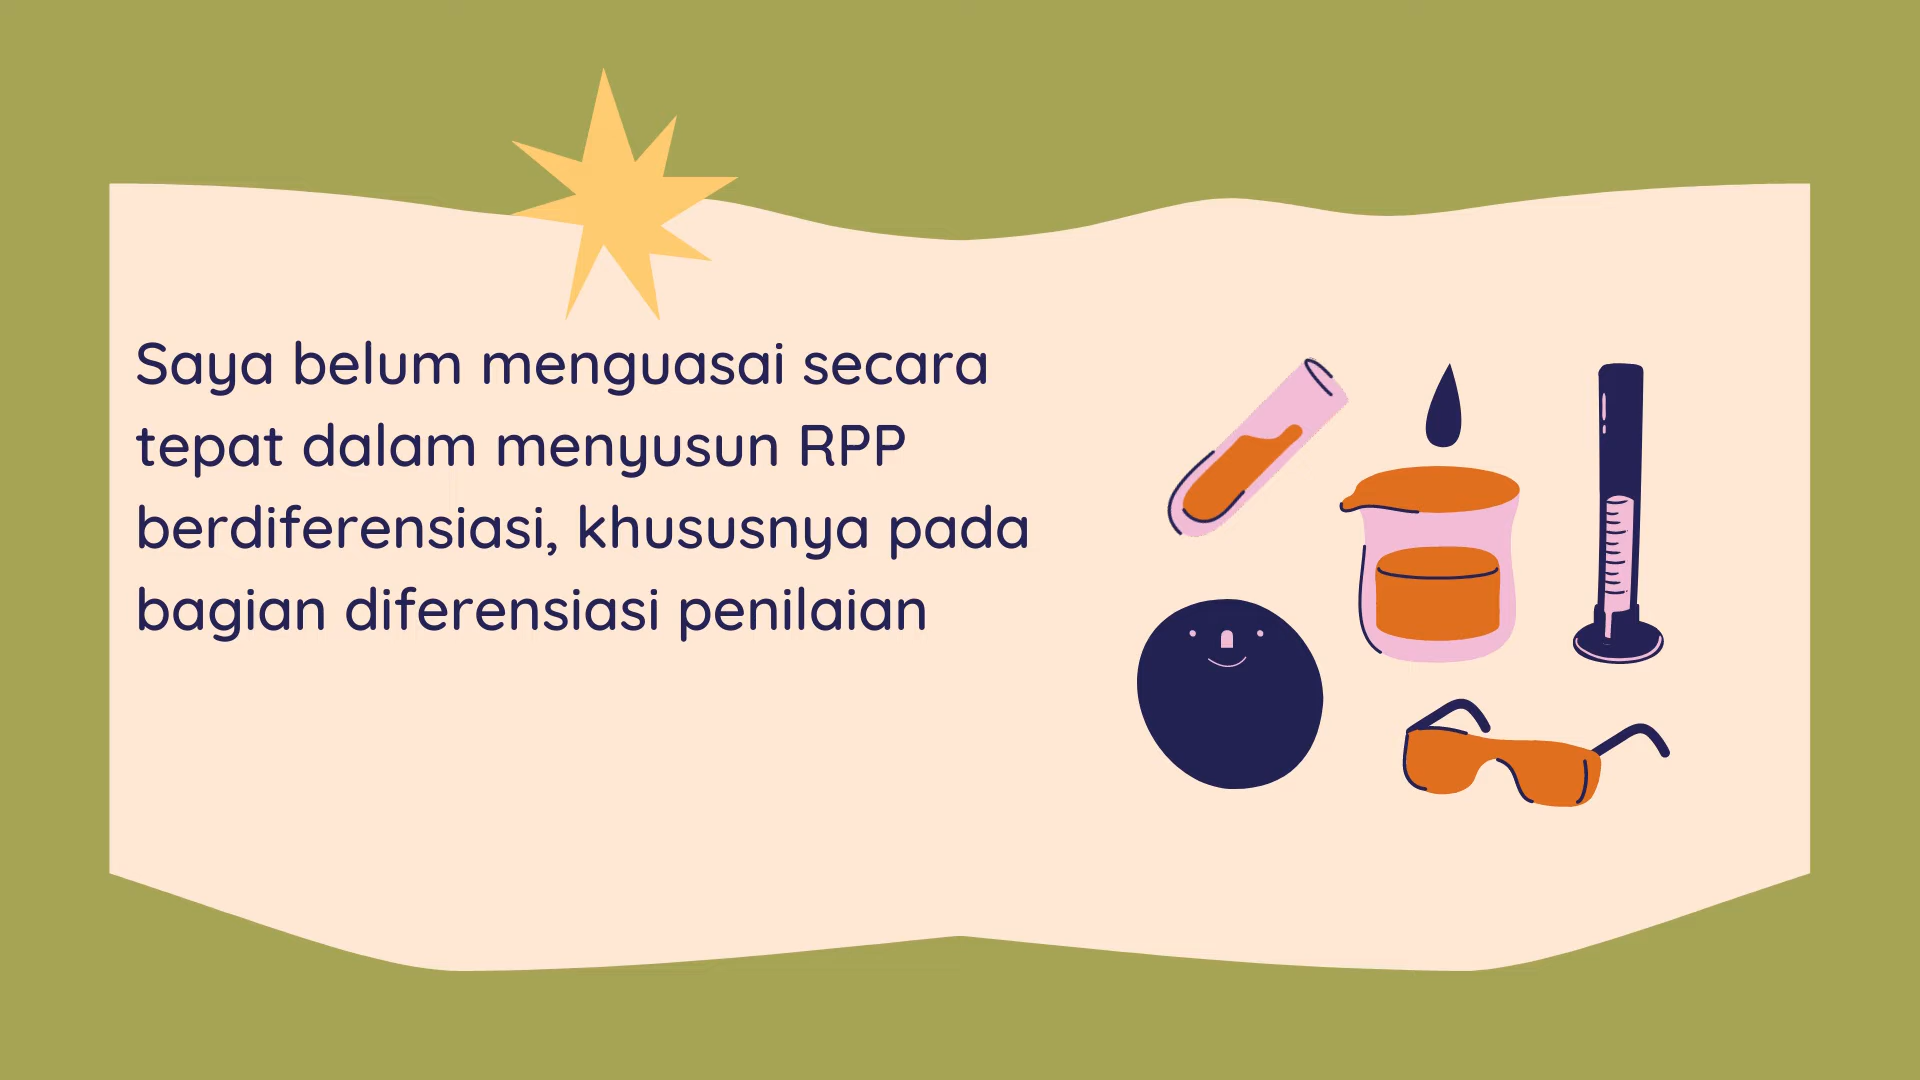 Saya belum menguasai secara
tepat dalam menyusun RPP
berdiferensiasi, khususnya pada
bagian diferensiasi penilaian